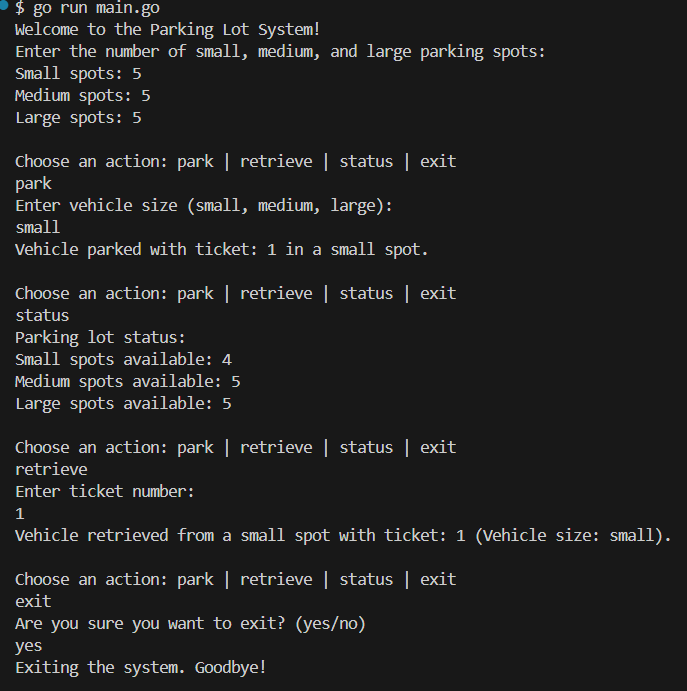 $ go run main.go
Welcome to the Parking Lot System!
Enter the number of small, medium, and large parking spots:
Small spots: 5
Medium spots: 5
Large spots: 5
Choose an action: park | retrieve | status | exit
park
Enter vehicle size (small, medium, large):
small
Vehicle parked with ticket: 1 in a small spot.
Choose an action: park | retrieve | status | exit
status
Parking lot status:
Small spots available: 4
Medium spots available: 5
Large spots available: 5
Choose an action: park | retrieve | status | exit
retrieve
Enter ticket number:
1
Vehicle retrieved from a small spot with ticket: 1 (Vehicle size: small).
Choose an action: park | retrieve | status | exit
exit
Are you sure you want to exit? (yes/no)
yes
Exiting the system. Goodbye!